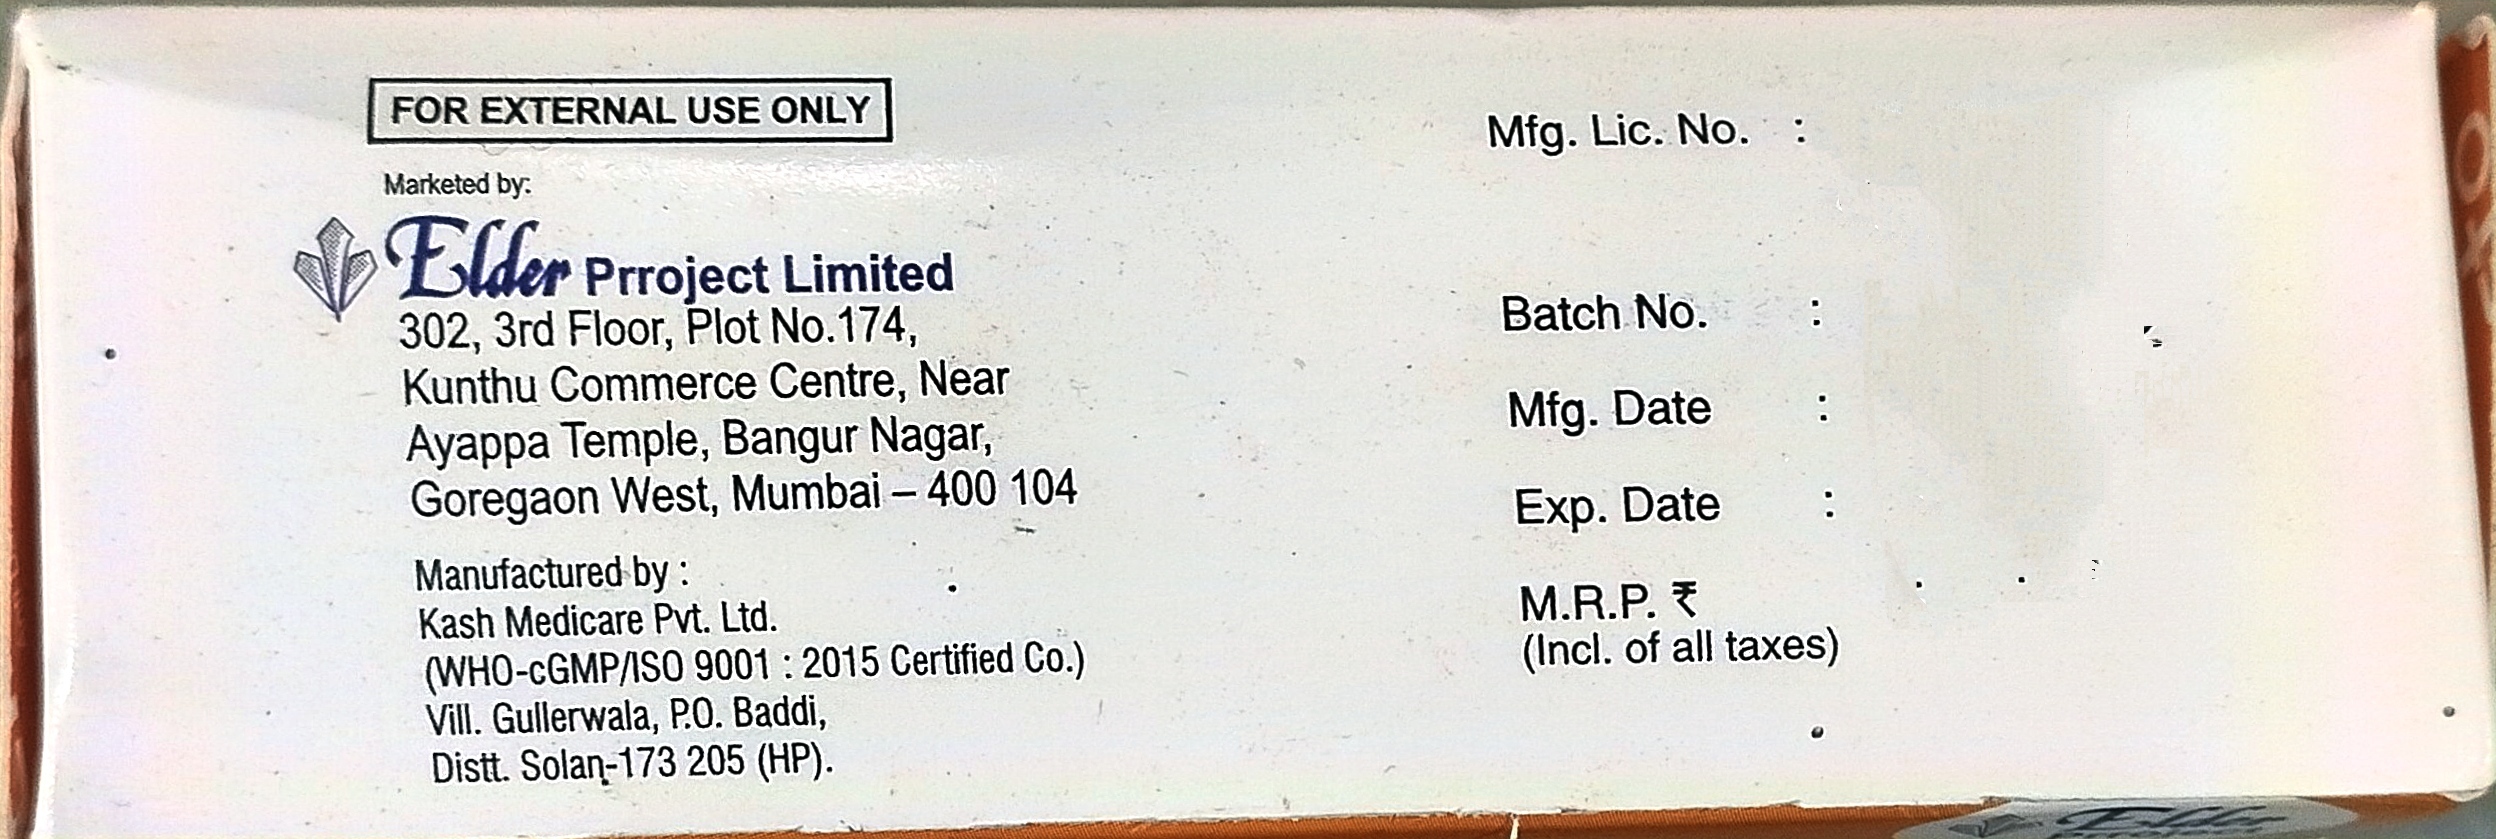 FOR EXTERNAL USE ONLY
Marketed by:
Elder Prroject Limited
302, 3rd Floor, Plot No.174,
Kunthu Commerce Centre, Near
Ayappa Temple, Bangur Nagar,
Goregaon West, Mumbai – 400 104
Manufactured by :
Kash Medicare Pvt. Ltd.
(WHO-cGMP/ISO 9001 : 2015 Certified Co.)
Vill. Gullerwala, P.O. Baddi,
Distt. Solan-173 205 (HP).
Mfg. Lic. No. :
Batch No. :
Mfg. Date :
Exp. Date :
M.R.P. ₹
(Incl. of all taxes)
Elder